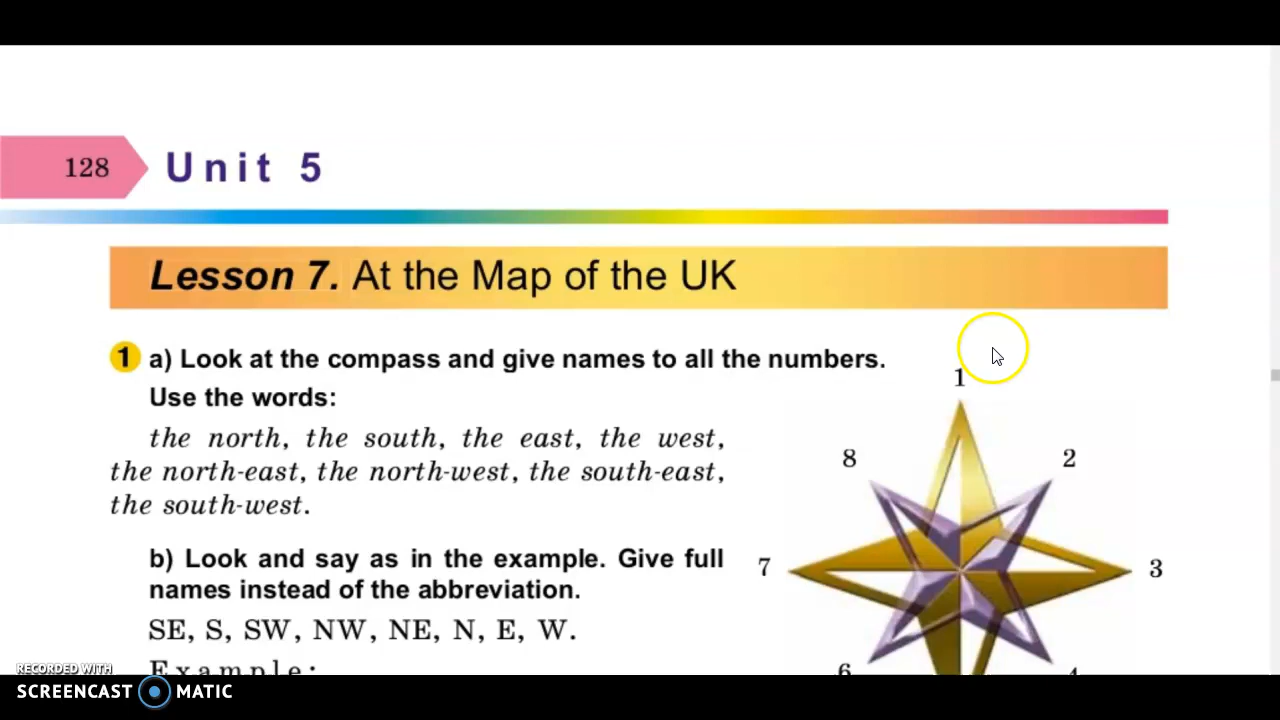 128
Unit 5
Lesson 7. At the Map of the UK
1 a) Look at the compass and give names to all the numbers.
Use the words:
the north, the south, the east, the west,
the north-east, the north-west, the south-east,
the south-west.
b) Look and say as in the example. Give full
names instead of the abbreviation.
SE, S, SW, NW, NE, N, E, W.
Example:
1
8
2
7
3
6
4
RECORDED WITH
SCREENCAST MATIC